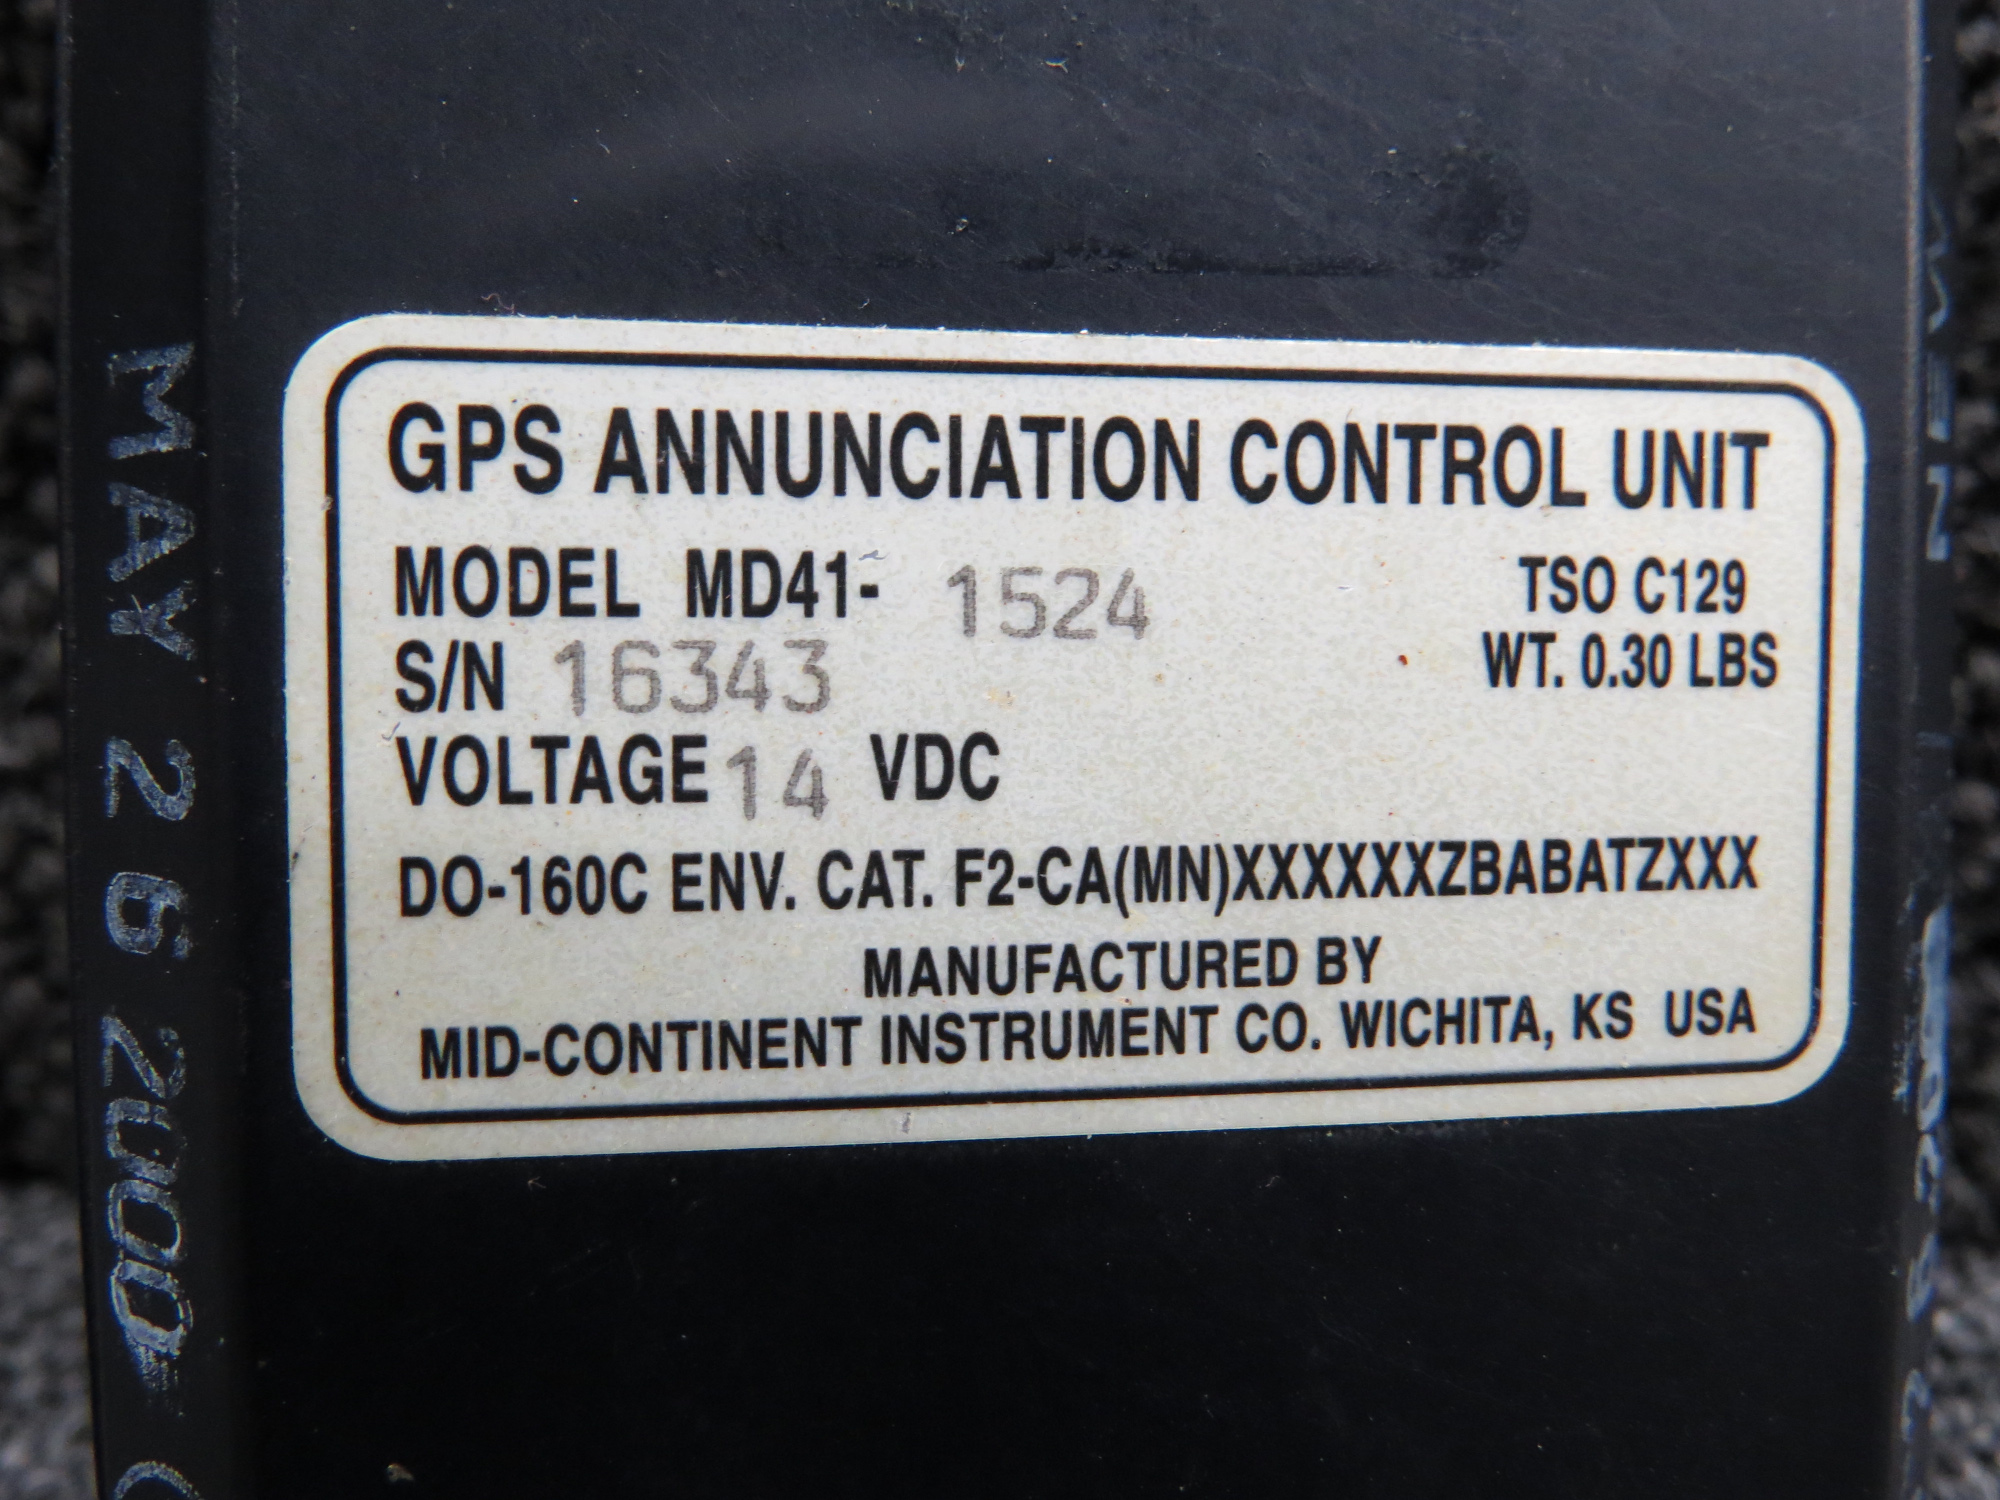 GPS ANNUNCIATION CONTROL UNIT
MODEL MD41- 1524
TSO C129
S/N 16343
WT. 0.30 LBS
VOLTAGE 14 VDC
DO-160C ENV. CAT. F2-CA(MN)XXXXXXZBABATZXXX
MANUFACTURED BY
MID-CONTINENT INSTRUMENT CO. WICHITA, KS USA
MAY 26 2000